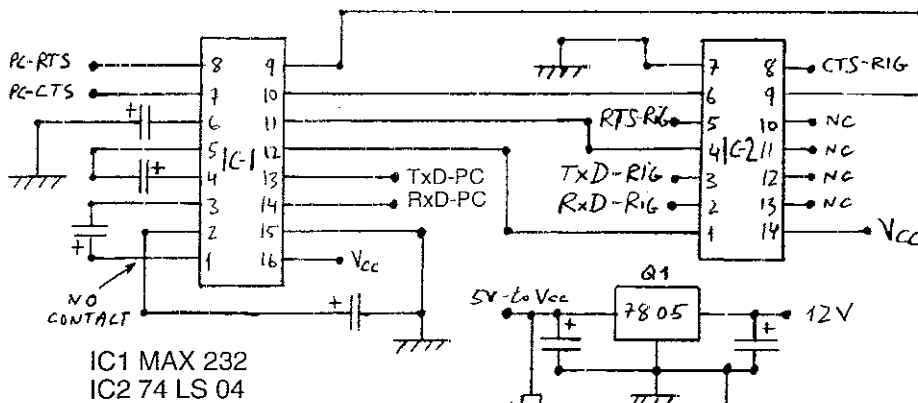 PC-RTS
PC-CTS
8
7
6
5
4
3
2
1
IC-1
9
10
11
12
13
14
15
16
+
+
+
+
TxD-PC
RxD-PC
Vcc
NO
CONTACT
IC1 MAX 232
IC2 74 LS 04
7
6
5
4
3
2
1
IC-2
8
9
10
11
12
13
14
RTS-RIG
TxD-RIG
RxD-RIG
CTS-RIG
NC
NC
NC
NC
Vcc
Q1
5V-to Vcc
7805
12V
+
+